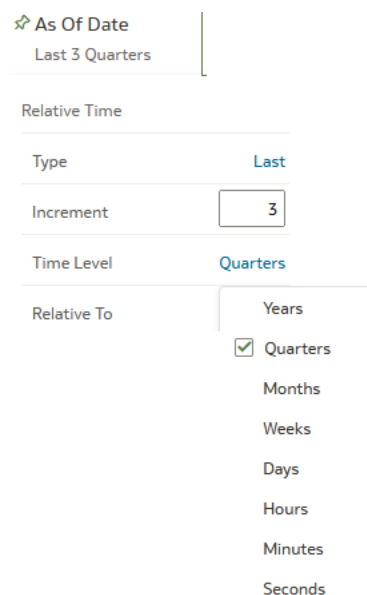 As Of Date
Last 3 Quarters
Relative Time
Type Last
Increment 3
Time Level Quarters
Relative To
Years
Quarters
Months
Weeks
Days
Hours
Minutes
Seconds